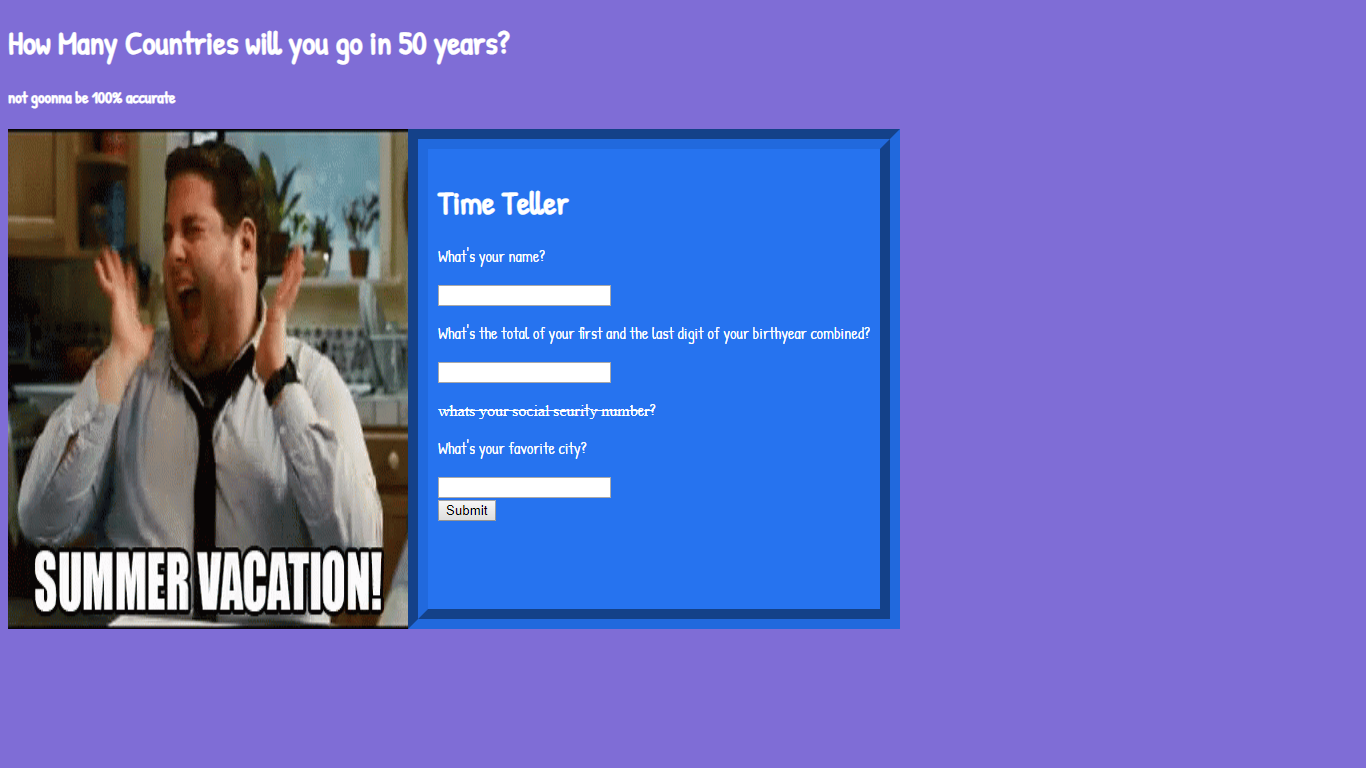 How Many Countries will you go in 50 years?
not goonna be 100% accurate
SUMMER VACATION!
Time Teller
What's your name?
What's the total of your first and the last digit of your birthyear combined?
whats your social seurity number?
What's your favorite city?
Submit